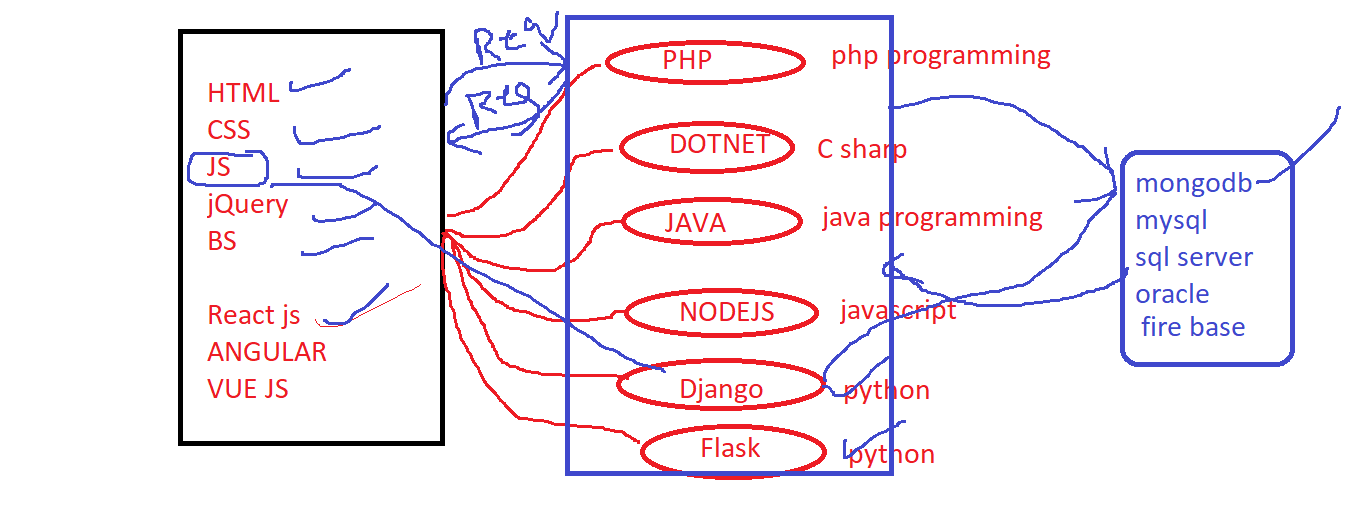 HTML
CSS
JS
jQuery
BS
React js
ANGULAR
VUE JS
Req
PHP
php programming
DOTNET
C sharp
JAVA
java programming
NODEJS
javascript
Django
python
Flask
python
mongodb
mysql
sql server
oracle
fire base